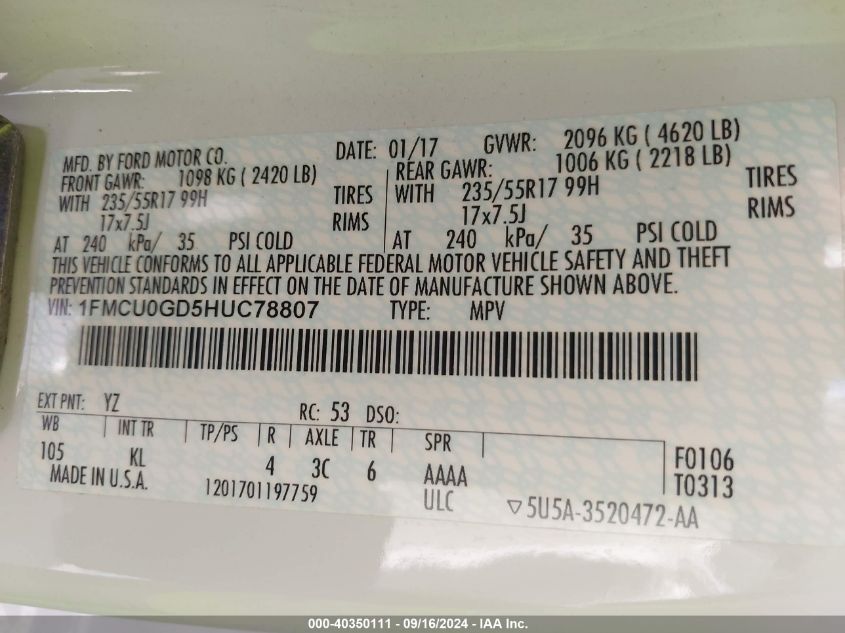 MFD. BY FORD MOTOR CO.
DATE: 01/17 GVWR: 2096 KG ( 4620 LB)
FRONT GAWR: 1098 KG ( 2420 LB)
REAR GAWR: 1006 KG ( 2218 LB)
WITH 235/55R17 99H TIRES
WITH 235/55R17 99H TIRES
17x7.5J RIMS
17x7.5J RIMS
AT 240 kPa/ 35 PSI COLD
AT 240 kPa/ 35 PSI COLD
THIS VEHICLE CONFORMS TO ALL APPLICABLE FEDERAL MOTOR VEHICLE SAFETY AND THEFT
PREVENTION STANDARDS IN EFFECT ON THE DATE OF MANUFACTURE SHOWN ABOVE.
VIN: 1FMCU0GD5HUC78807 TYPE: MPV
EXT PNT: YZ RC: 53 DSO:
WB INT TR TP/PS R AXLE TR SPR
105 KL 4 3C 6 AAAA F0106
MADE IN U.S.A. 1201701197759 ULC T0313
▽5U5A-3520472-AA
000-40350111 - 09/16/2024 - IAA Inc.